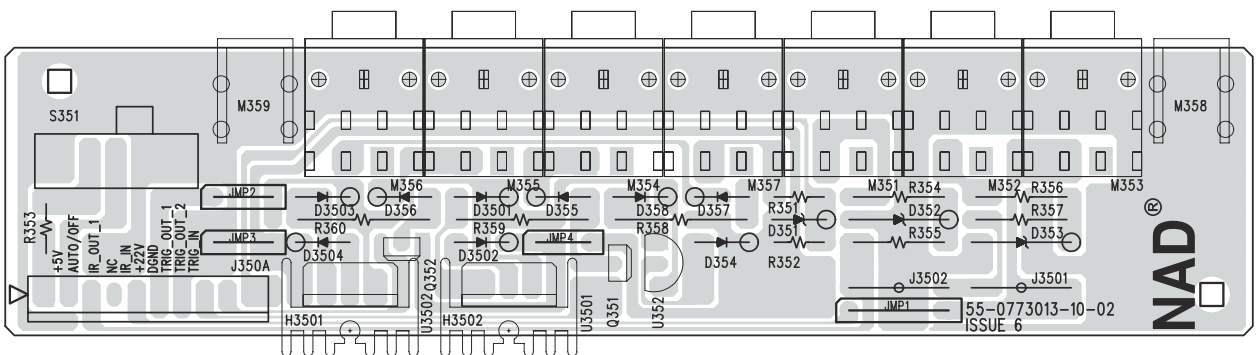 S351
M359
M358
JMP2
M356
M355
M354
M357
M351
R354
M352
R356
M353
D3503
D356
D3501
D355
D358
D357
R351
D352
R357
R353
+5V
AUTO/OFF
IR_OUT_1
NC
IR_IN
+22V
DGND
TRIG_OUT_1
TRIG_OUT_2
TRIG_IN
JMP3
R360
D3504
R359
D3502
JMP4
R358
D351
R355
D353
D354
R352
J350A
Q352
U3502
U3501
Q351
U352
J3502
J3501
H3501
H3502
JMP1
55-0773013-10-02
ISSUE 6
NAD®